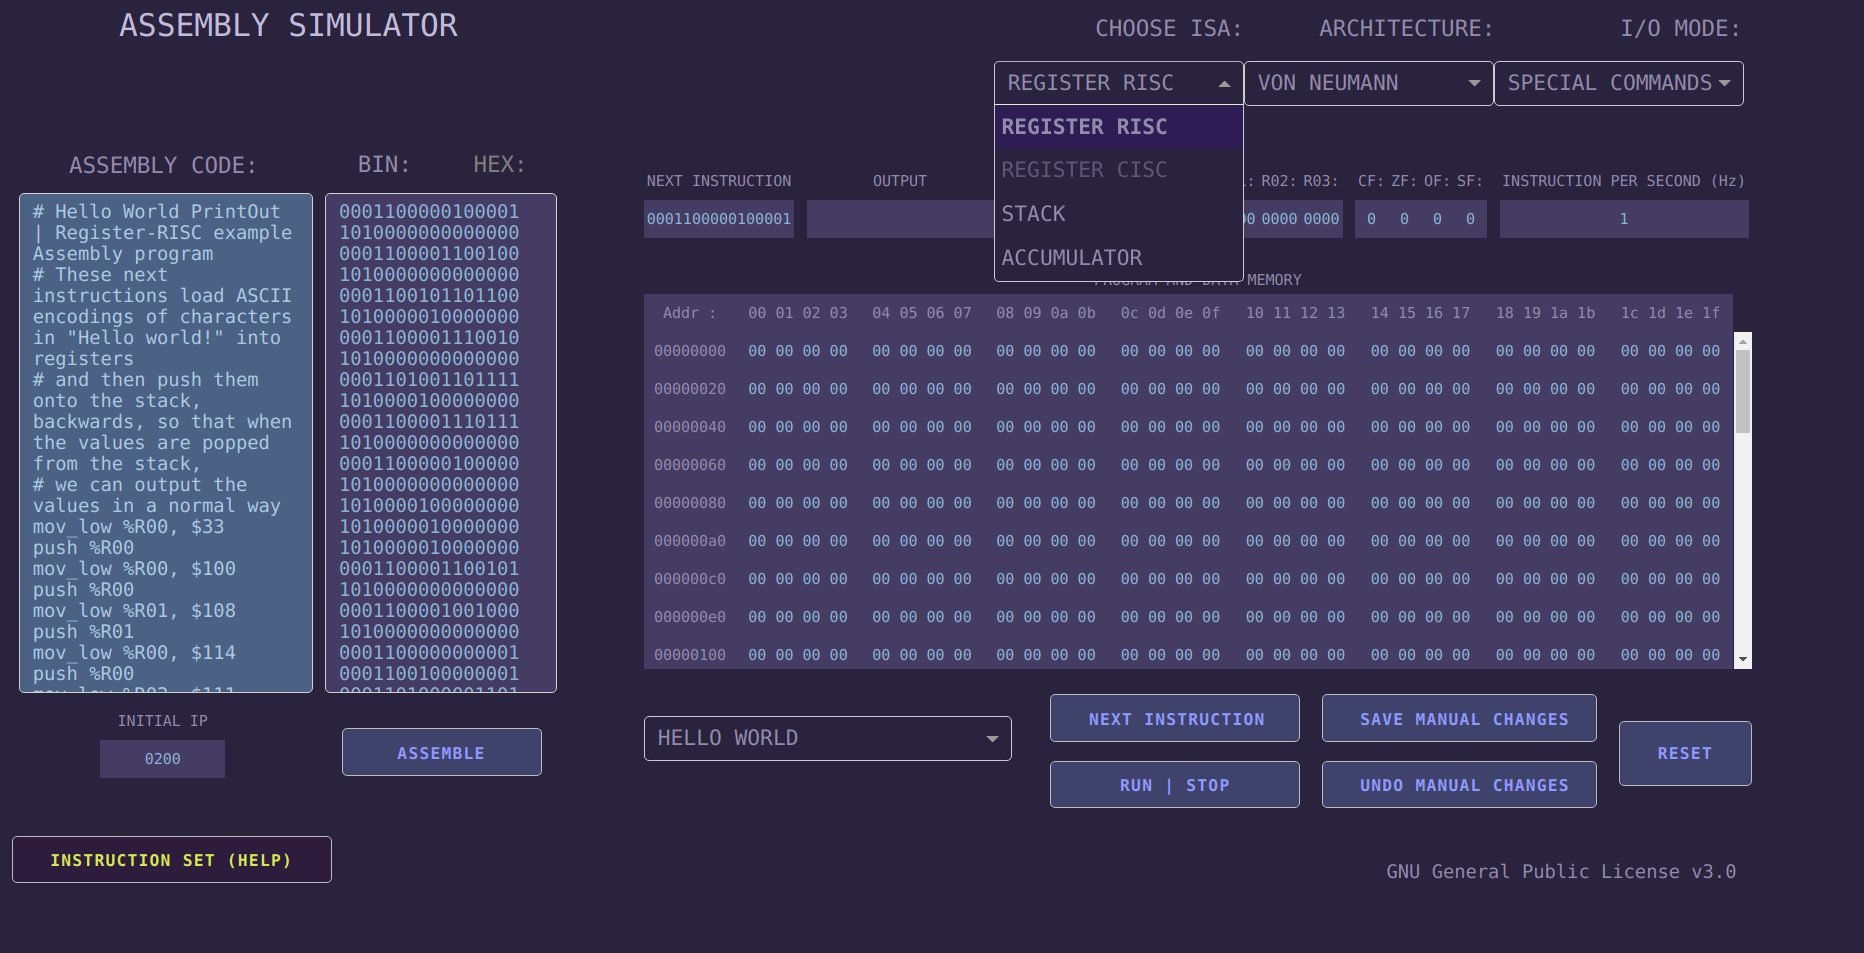 ASSEMBLY SIMULATOR
CHOOSE ISA:
ARCHITECTURE:
I/O MODE:
REGISTER RISC
VON NEUMANN
SPECIAL COMMANDS
REGISTER RISC
REGISTER CISC
STACK
ACCUMULATOR
ASSEMBLY CODE:
BIN:
HEX:
# Hello World PrintOut
| Register-RISC example
Assembly program
# These next
instructions load ASCII
encodings of characters
in "Hello world!" into
registers
# and then push them
onto the stack,
backwards, so that when
the values are popped
from the stack,
# we can output the
values in a normal way
mov_low %R00, $33
push %R00
mov_low %R00, $100
push %R00
mov_low %R01, $108
push %R01
mov_low %R00, $114
push %R00
mov_low %R02, $111
0001100000100001
1010000000000000
0001100001100100
1010000000000000
0001100101101100
1010000010000000
0001100001110010
1010000000000000
0001101001101111
1010000100000000
0001100001110111
1010000000000000
0001100000100000
1010000000000000
1010000100000000
1010000010000000
1010000010000000
0001100001100101
1010000000000000
0001100001001000
1010000000000000
0001100000000001
0001100100000001
0001101000001101
NEXT INSTRUCTION
OUTPUT
R02: R03:
CF: ZF: OF: SF:
INSTRUCTION PER SECOND (Hz)
0001100000100001
00 0000 0000
0 0 0 0
1
PROGRAM AND DATA MEMORY
Addr : 00 01 02 03 04 05 06 07 08 09 0a 0b 0c 0d 0e 0f 10 11 12 13 14 15 16 17 18 19 1a 1b 1c 1d 1e 1f
00000000 00 00 00 00 00 00 00 00 00 00 00 00 00 00 00 00 00 00 00 00 00 00 00 00 00 00 00 00 00 00 00 00
00000020 00 00 00 00 00 00 00 00 00 00 00 00 00 00 00 00 00 00 00 00 00 00 00 00 00 00 00 00 00 00 00 00
00000040 00 00 00 00 00 00 00 00 00 00 00 00 00 00 00 00 00 00 00 00 00 00 00 00 00 00 00 00 00 00 00 00
00000060 00 00 00 00 00 00 00 00 00 00 00 00 00 00 00 00 00 00 00 00 00 00 00 00 00 00 00 00 00 00 00 00
00000080 00 00 00 00 00 00 00 00 00 00 00 00 00 00 00 00 00 00 00 00 00 00 00 00 00 00 00 00 00 00 00 00
000000a0 00 00 00 00 00 00 00 00 00 00 00 00 00 00 00 00 00 00 00 00 00 00 00 00 00 00 00 00 00 00 00 00
000000c0 00 00 00 00 00 00 00 00 00 00 00 00 00 00 00 00 00 00 00 00 00 00 00 00 00 00 00 00 00 00 00 00
000000e0 00 00 00 00 00 00 00 00 00 00 00 00 00 00 00 00 00 00 00 00 00 00 00 00 00 00 00 00 00 00 00 00
00000100 00 00 00 00 00 00 00 00 00 00 00 00 00 00 00 00 00 00 00 00 00 00 00 00 00 00 00 00 00 00 00 00
INITIAL IP
0200
ASSEMBLE
HELLO WORLD
NEXT INSTRUCTION
SAVE MANUAL CHANGES
RUN | STOP
UNDO MANUAL CHANGES
RESET
INSTRUCTION SET (HELP)
GNU General Public License v3.0